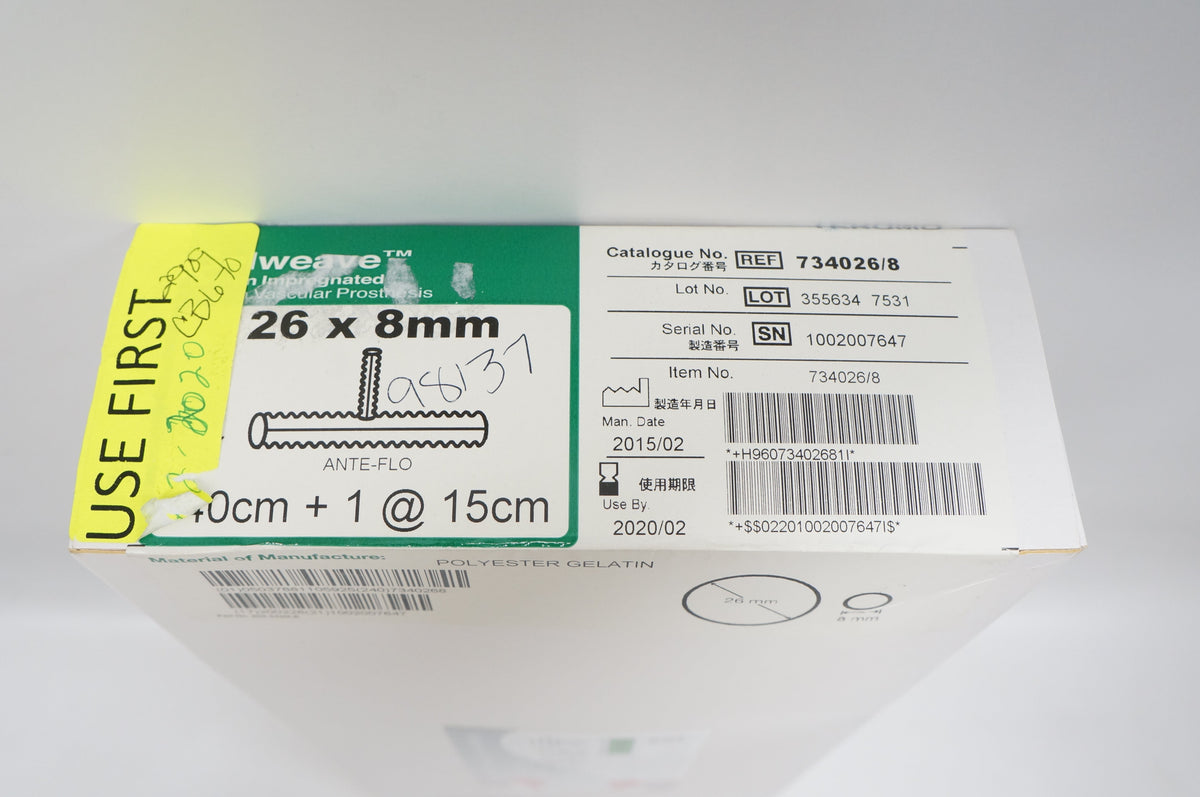 USE FIRST
2020
lweave™
n Impregnated
Vascular Prosthesis
26 x 8mm
98137
ANTE-FLO
40cm + 1 @ 15cm
Catalogue No. REF 734026/8
カタログ番号
Lot No. LOT 355634 7531
Serial No. SN 1002007647
製造番号
Item No. 734026/8
製造年月日
Man. Date
2015/02
*+H96073402681I*
使用期限
Use By.
2020/02
*+$$02201002007647I$*
Material of Manufacture: POLYESTER GELATIN
26 mm
8 mm